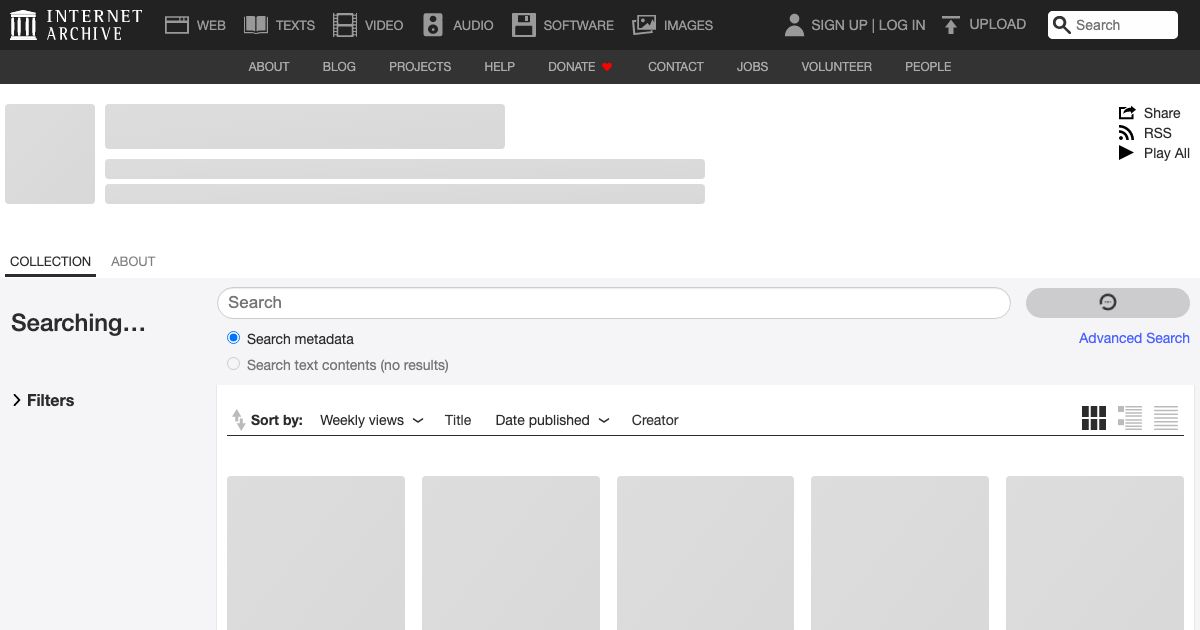 INTERNET ARCHIVE
WEB TEXTS VIDEO AUDIO SOFTWARE IMAGES SIGN UP | LOG IN UPLOAD Search
ABOUT BLOG PROJECTS HELP DONATE CONTACT JOBS VOLUNTEER PEOPLE
Share
RSS
Play All
COLLECTION ABOUT
Searching…
Search
Search metadata
Advanced Search
Search text contents (no results)
Filters
Sort by: Weekly views Title Date published Creator